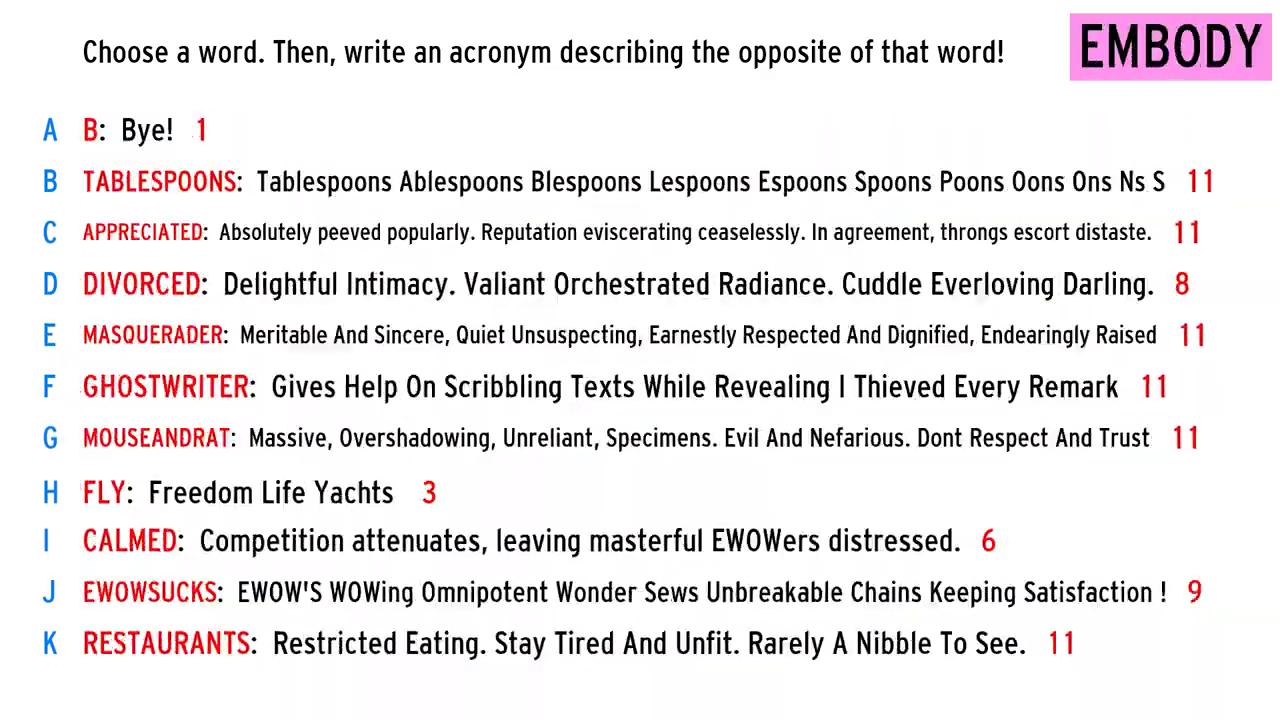 Choose a word. Then, write an acronym describing the opposite of that word!
EMBODY
A B: Bye! 1
B TABLESPOONS: Tablespoons Ablespoons Blespoons Lespoons Espoons Spoons Poons Oons Ons Ns S 11
C APPRECIATED: Absolutely peeved popularly. Reputation eviscerating ceaselessly. In agreement, throngs escort distaste. 11
D DIVORCED: Delightful Intimacy. Valiant Orchestrated Radiance. Cuddle Everloving Darling. 8
E MASQUERADER: Meritable And Sincere, Quiet Unsuspecting, Earnestly Respected And Dignified, Endearingly Raised 11
F GHOSTWRITER: Gives Help On Scribbling Texts While Revealing I Thieved Every Remark 11
G MOUSEANDRAT: Massive, Overshadowing, Unreliant, Specimens. Evil And Nefarious. Dont Respect And Trust 11
H FLY: Freedom Life Yachts 3
I CALMED: Competition attenuates, leaving masterful EWOWers distressed. 6
J EWOWSUCKS: EWOW'S WOWing Omnipotent Wonder Sews Unbreakable Chains Keeping Satisfaction ! 9
K RESTAURANTS: Restricted Eating. Stay Tired And Unfit. Rarely A Nibble To See. 11